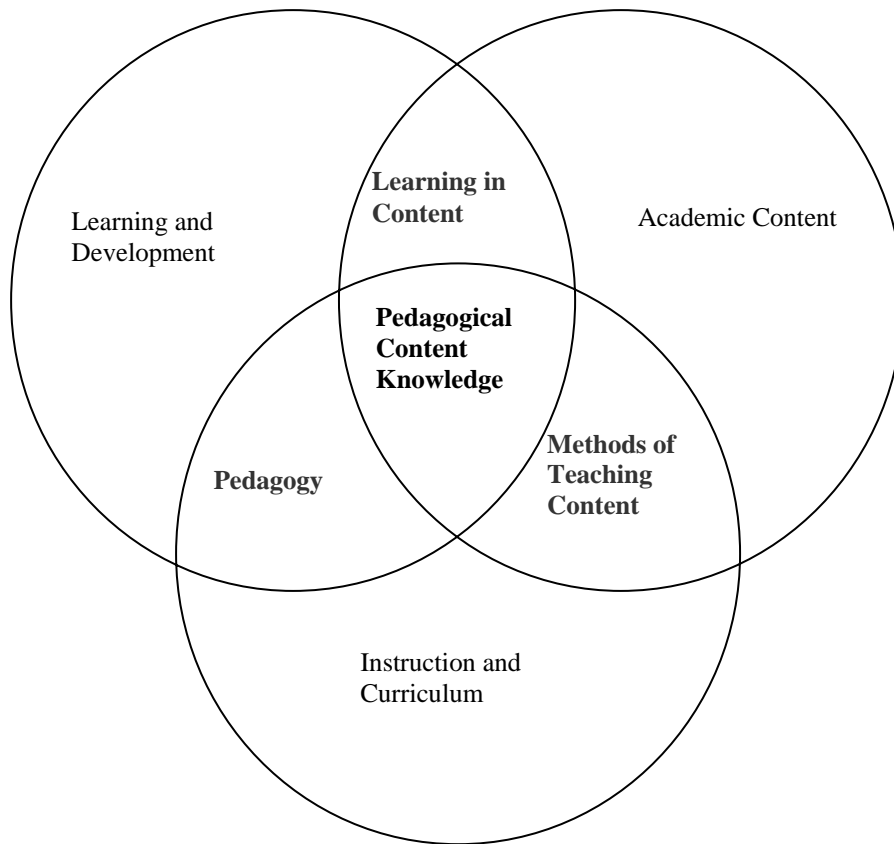 Learning in
Content
Learning and
Development
Academic Content
Pedagogical
Content
Knowledge
Methods of
Teaching
Content
Pedagogy
Instruction and
Curriculum